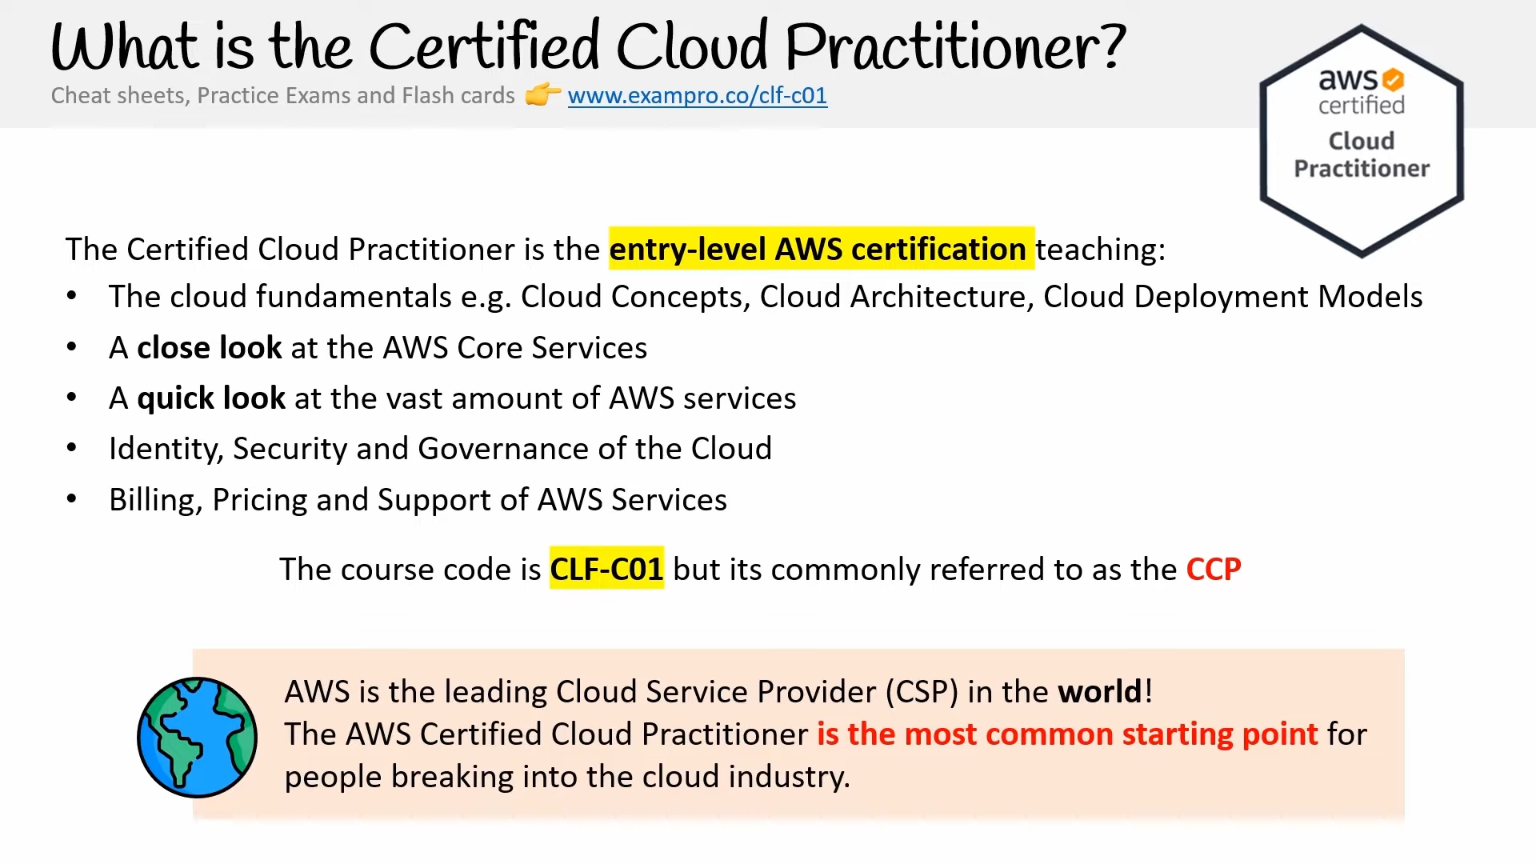 What is the Certified Cloud Practitioner?
Cheat sheets, Practice Exams and Flash cards 👉 www.exampro.co/clf-c01
aws
certified
Cloud
Practitioner
The Certified Cloud Practitioner is the entry-level AWS certification teaching:
• The cloud fundamentals e.g. Cloud Concepts, Cloud Architecture, Cloud Deployment Models
• A close look at the AWS Core Services
• A quick look at the vast amount of AWS services
• Identity, Security and Governance of the Cloud
• Billing, Pricing and Support of AWS Services
The course code is CLF-C01 but its commonly referred to as the CCP
AWS is the leading Cloud Service Provider (CSP) in the world!
The AWS Certified Cloud Practitioner is the most common starting point for
people breaking into the cloud industry.